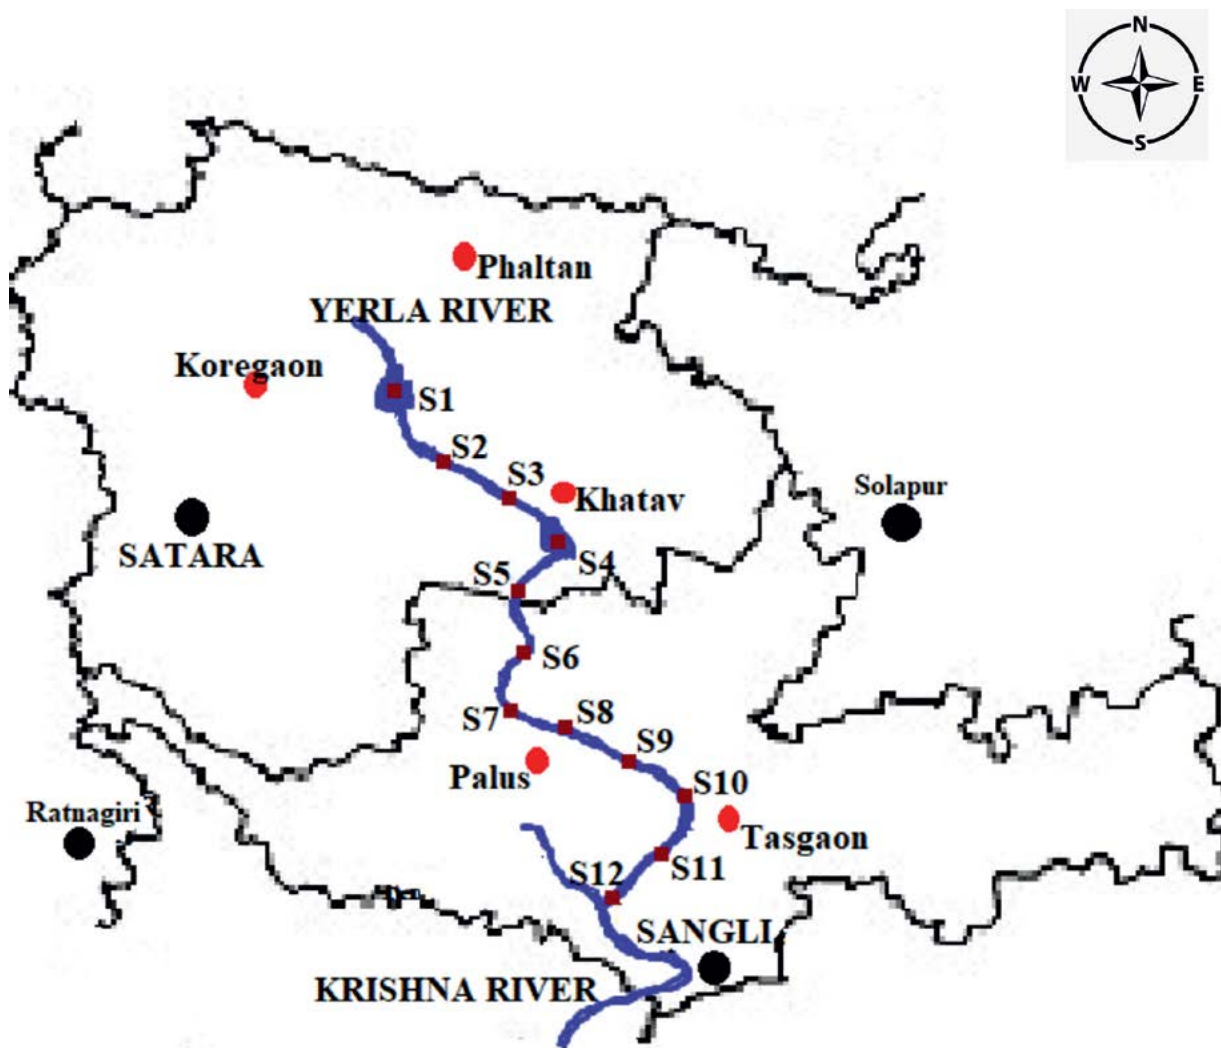 N
W E
S
Phaltan
YERLA RIVER
Koregaon
S1
S2
S3
Khatav
Solapur
SATARA
S4
S5
S6
S7
S8
S9
Palus
S10
Ratnagiri
Tasgaon
S11
S12
SANGLI
KRISHNA RIVER